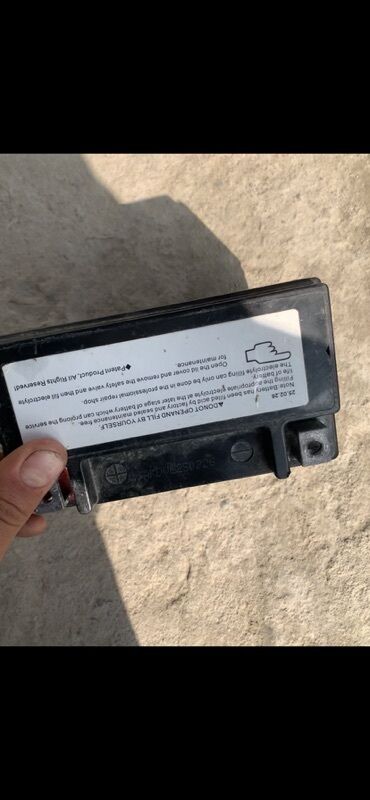 ▲DONOT OPENAND FILL BY YOURSELF.
25.02.26
Note:Battery has been filled acid by factory and sealed maintenance-free.
Filling the appropriate electrolyte at the later stage of battery which can prolong the service
life of battery
The electrolyte filling can only be done in the professional repair shop.
Open the lid and cover and remove the safety valve and then fill electrolyte
for maintenance.
◆Patent Product, All Rights Reserved!